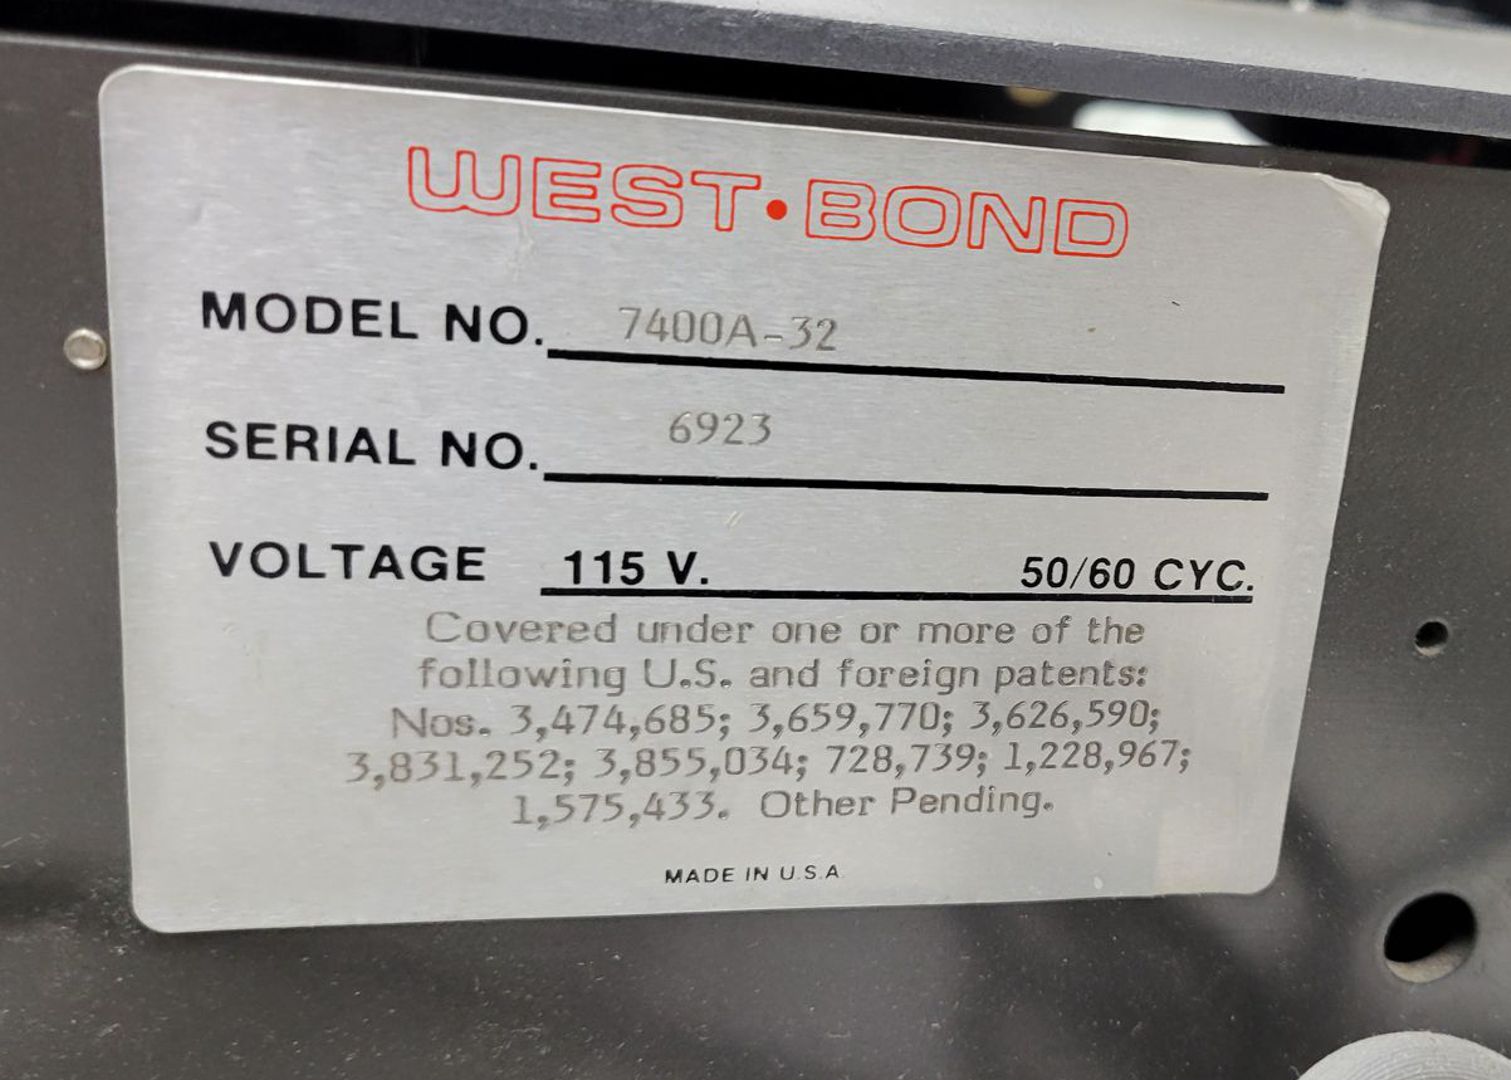 WEST·BOND
MODEL NO. 7400A-32
SERIAL NO. 6923
VOLTAGE 115 V. 50/60 CYC.
Covered under one or more of the
following U.S. and foreign patents:
Nos. 3,474,685; 3,659,770; 3,626,590;
3,831,252; 3,855,034; 728,739; 1,228,967;
1,575,433. Other Pending.
MADE IN U.S.A.